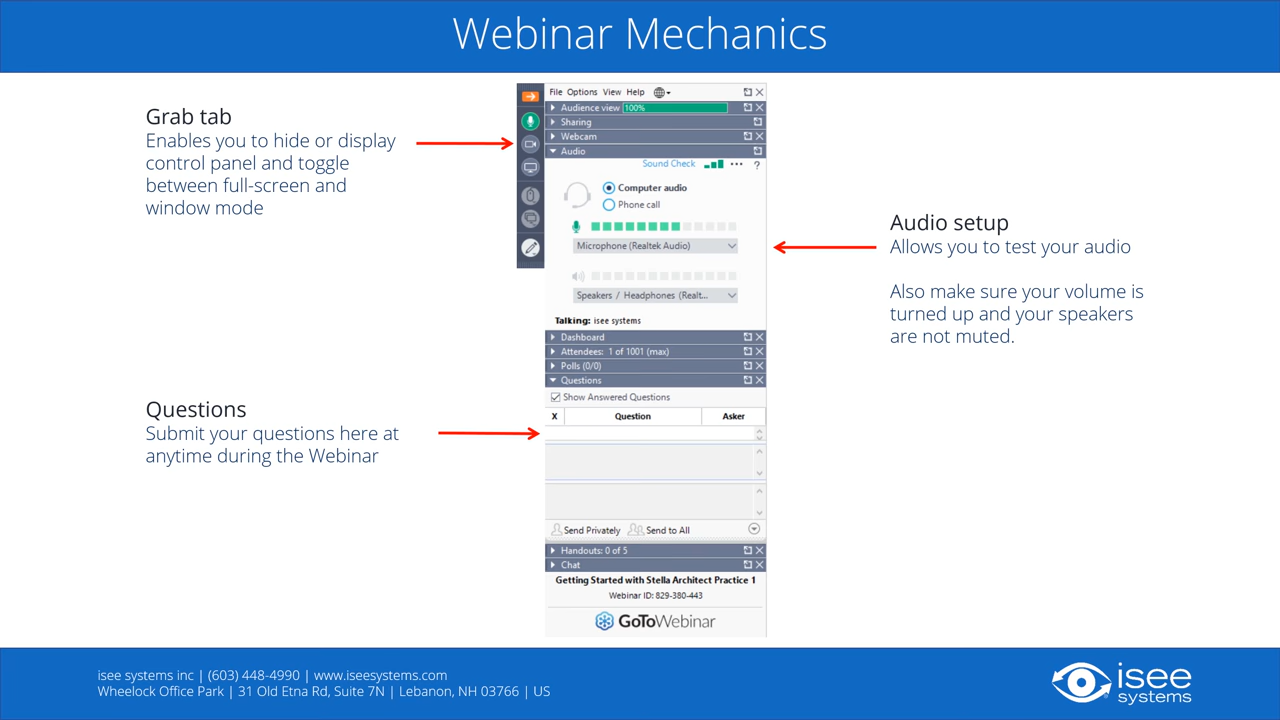 Webinar Mechanics
Grab tab
Enables you to hide or display
control panel and toggle
between full-screen and
window mode
Questions
Submit your questions here at
anytime during the Webinar
File Options View Help
Audience view 100%
Sharing
Webcam
Audio
Sound Check ?
Computer audio
Phone call
Microphone (Realtek Audio)
Speakers / Headphones (Realt...
Talking: isee systems
Dashboard
Attendees: 1 of 1001 (max)
Polls (0/0)
Questions
Show Answered Questions
X Question Asker
Send Privately Send to All
Handouts: 0 of 5
Chat
Getting Started with Stella Architect Practice 1
Webinar ID: 829-380-443
GoToWebinar
Audio setup
Allows you to test your audio
Also make sure your volume is
turned up and your speakers
are not muted.
isee systems inc | (603) 448-4990 | www.iseesystems.com
Wheelock Office Park | 31 Old Etna Rd, Suite 7N | Lebanon, NH 03766 | US
isee
systems